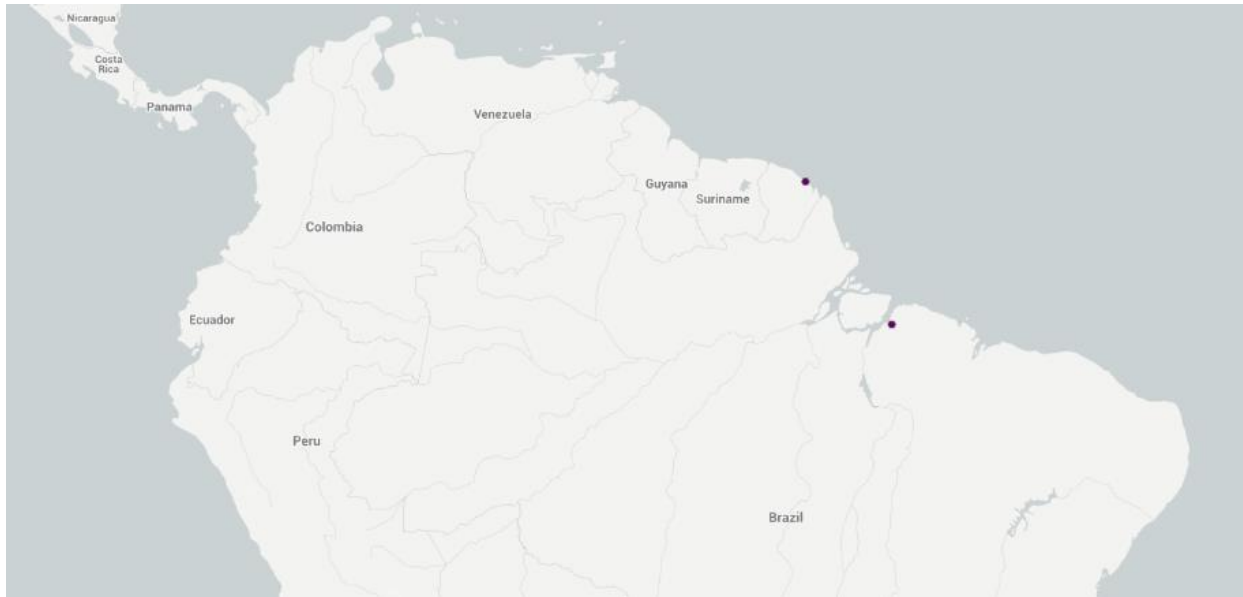 Nicaragua
Costa
Rica
Panama
Venezuela
Guyana
Suriname
Colombia
Ecuador
Peru
Brazil